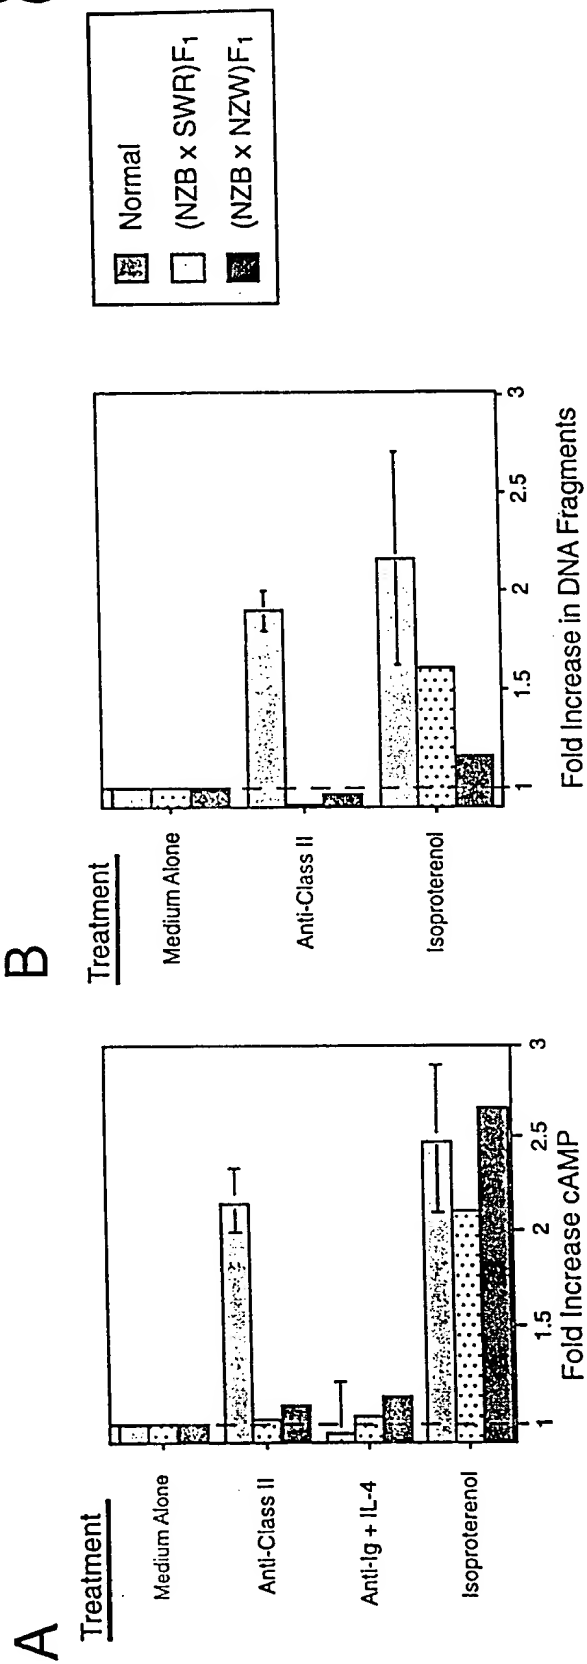 A
Treatment
Medium Alone
Anti-Class II
Anti-Ig + IL-4
Isoproterenol
1
1.5
2
2.5
3
Fold Increase cAMP
B
Treatment
Medium Alone
Anti-Class II
Isoproterenol
1
1.5
2
2.5
3
Fold Increase in DNA Fragments
Normal
(NZB x SWR)F1
(NZB x NZW)F1